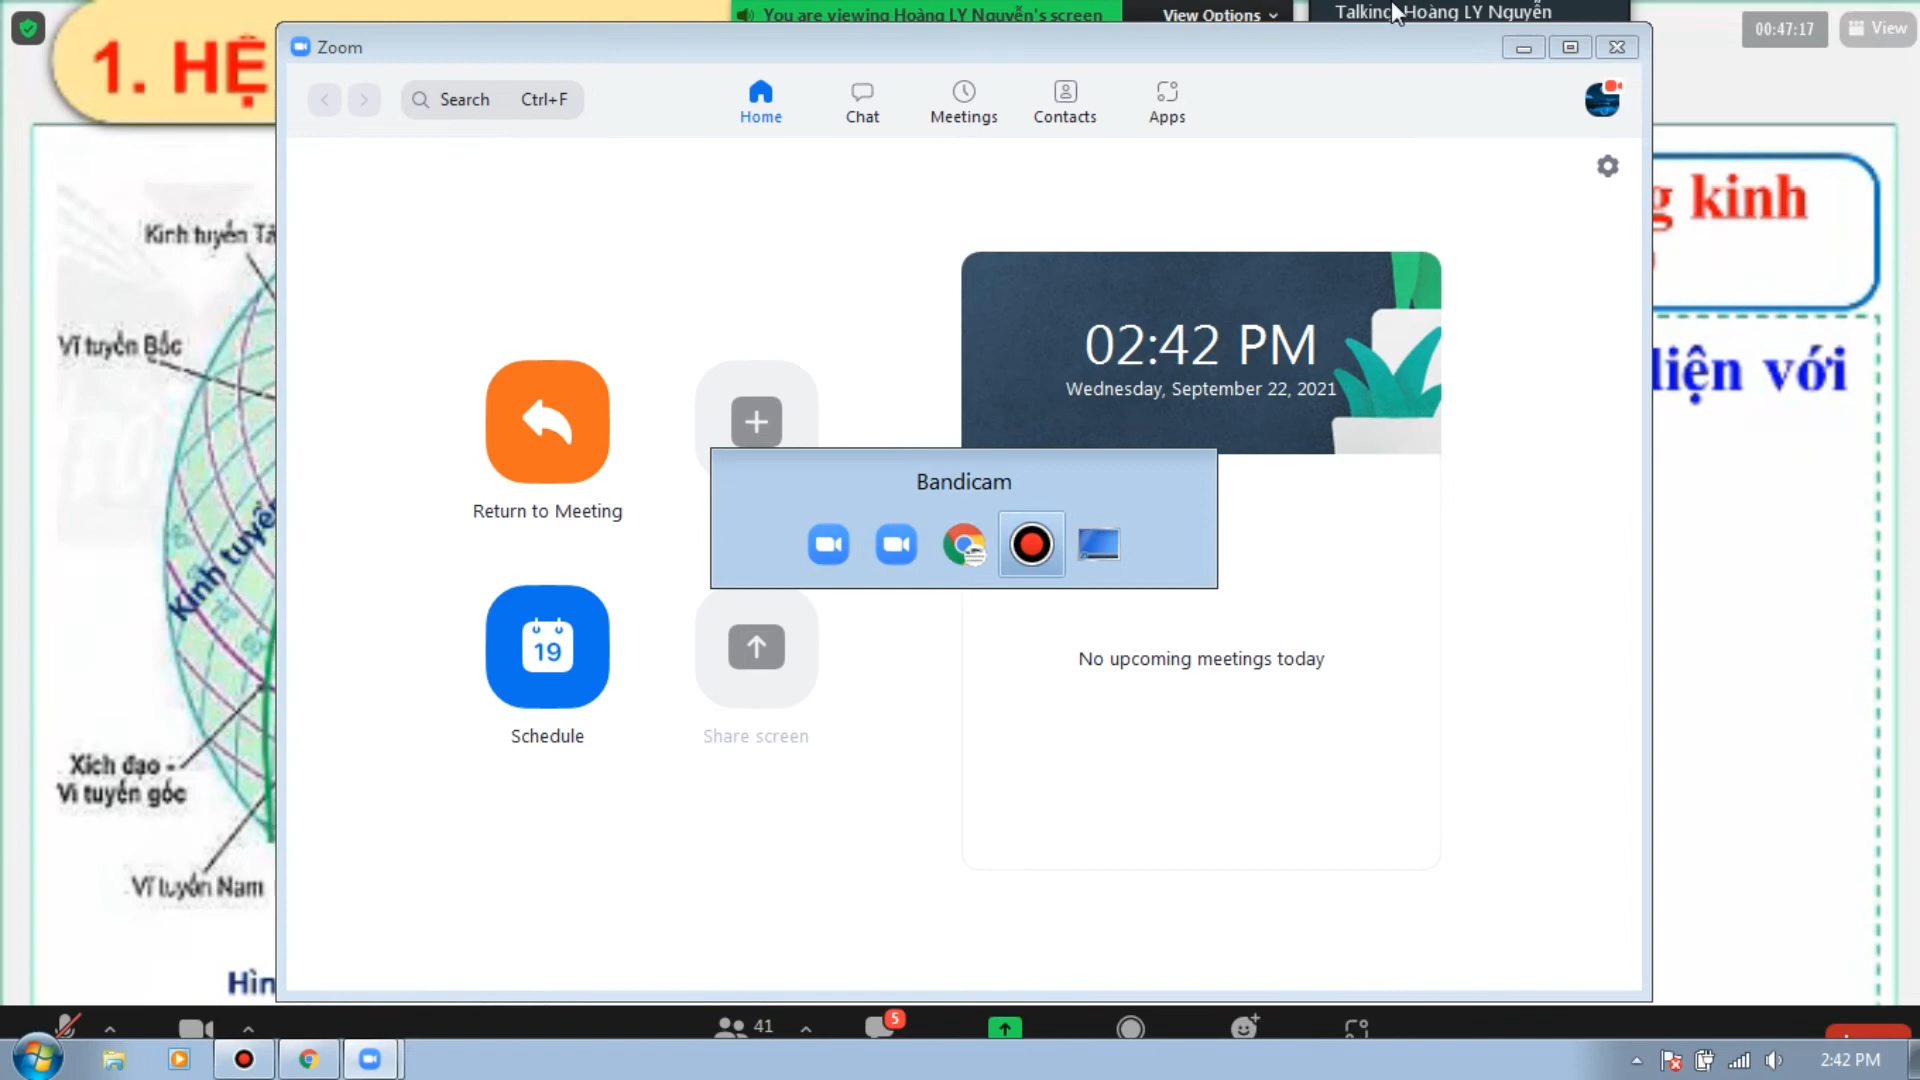 You are viewing Hoàng LY Nguyễn's screen
View Options
Talking: Hoàng LY Nguyễn
00:47:17
View
1. HỆ
Zoom
Search Ctrl+F
Home
Chat
Meetings
Contacts
Apps
Kinh tuyến Tâ
g kinh
Vĩ tuyến Bắc
liện với
02:42 PM
Wednesday, September 22, 2021
Return to Meeting
Bandicam
Kinh tuyến
19
No upcoming meetings today
Schedule
Share screen
Xích đạo -
Vĩ tuyến gốc
Vĩ tuyến Nam
Hìn
41
5
2:42 PM